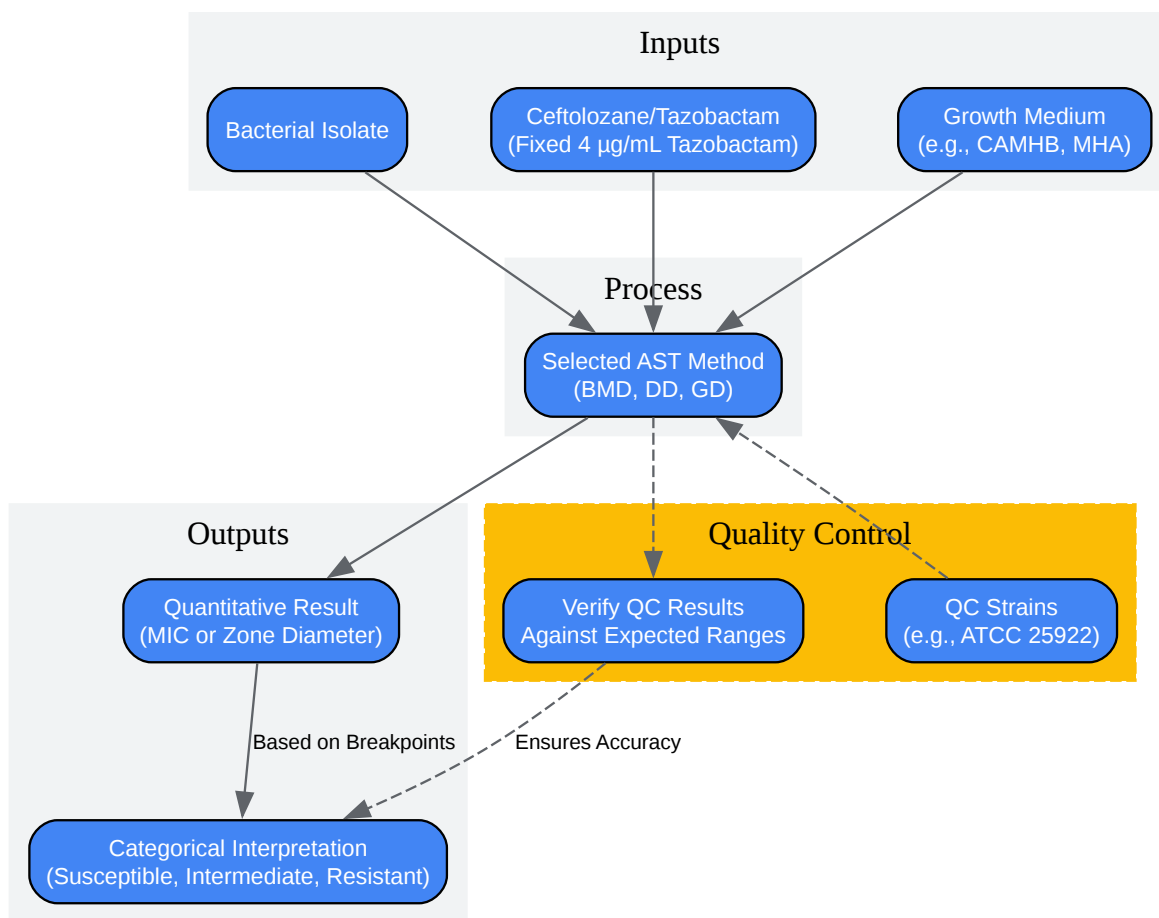 Inputs
Bacterial Isolate
Ceftolozane/Tazobactam
(Fixed 4 µg/mL Tazobactam)
Growth Medium
(e.g., CAMHB, MHA)
Process
Selected AST Method
(BMD, DD, GD)
Outputs
Quantitative Result
(MIC or Zone Diameter)
Quality Control
Verify QC Results
Against Expected Ranges
QC Strains
(e.g., ATCC 25922)
Based on Breakpoints
Ensures Accuracy
Categorical Interpretation
(Susceptible, Intermediate, Resistant)